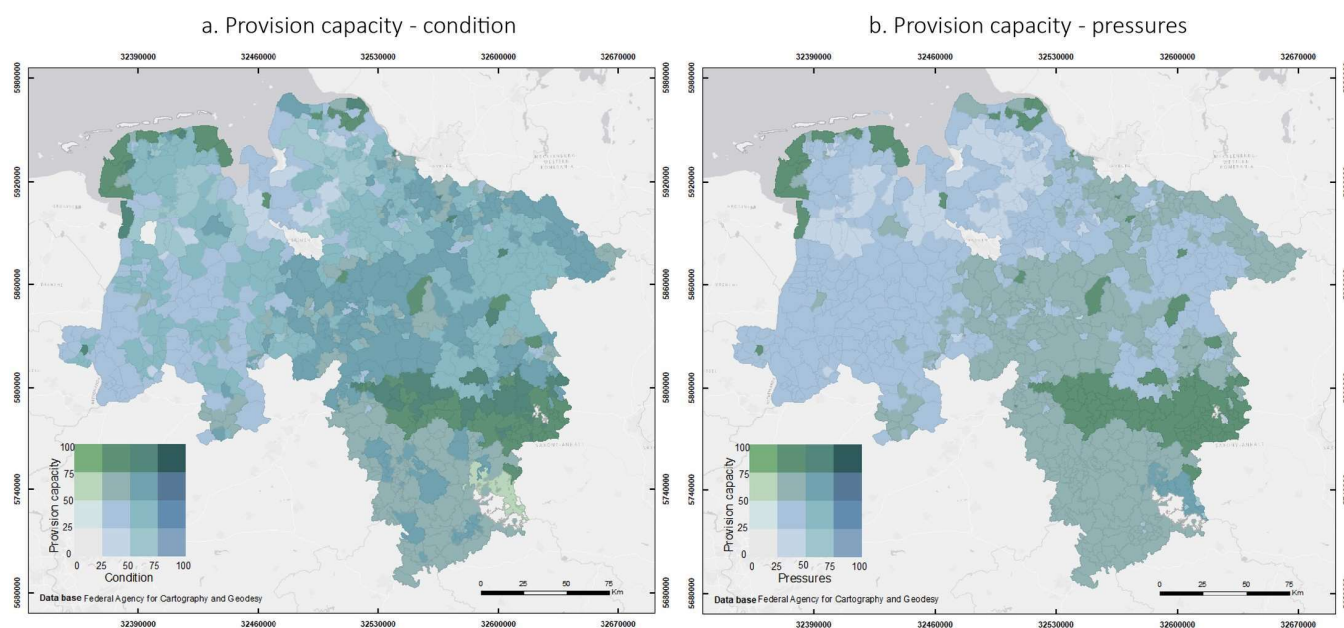 a. Provision capacity - condition
b. Provision capacity - pressures
32390000 32460000 32530000 32600000 32670000
32390000 32460000 32530000 32600000 32670000
5980000
5920000
5860000
5800000
5740000
5680000
5980000
5920000
5860000
5800000
5740000
5680000
100
75
50
25
0
0 25 50 75 100
Provision capacity
Condition
0 25 50 75
Km
Data base Federal Agency for Cartography and Geodesy
100
75
50
25
0
0 25 50 75 100
Provision capacity
Pressures
0 25 50 75
Km
Data base Federal Agency for Cartography and Geodesy
32390000 32460000 32530000 32600000 32670000
32390000 32460000 32530000 32600000 32670000